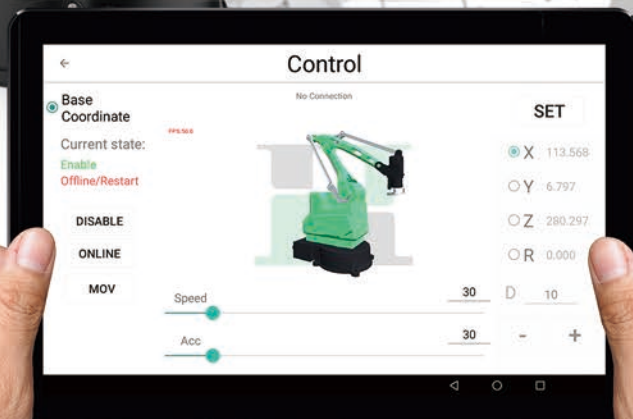 Control
Base
Coordinate
No Connection
SET
Current state:
FPS:50.0
Enable
Offline/Restart
X 113.568
Y 6.797
DISABLE
Z 280.297
ONLINE
R 0.000
MOV
Speed
30
D 10
Acc
30
- +